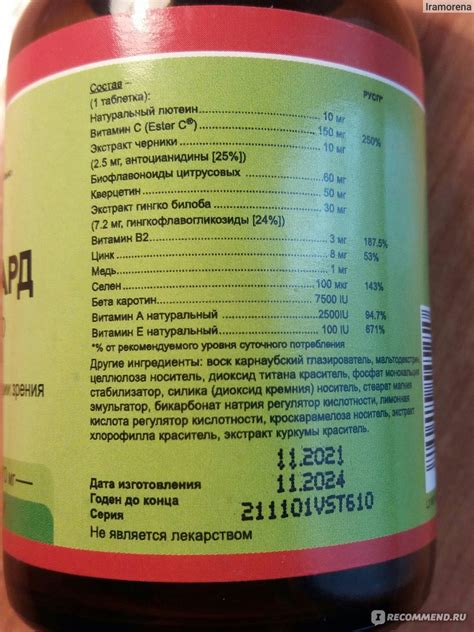 Iramorena
Состав –
(1 таблетка): РУСП*
Натуральный лютеин 10 мг
Витамин С (Ester C®) 150 мг 250%
Экстракт черники 10 мг
(2.5 мг, антоцианидины [25%])
Биофлавоноиды цитрусовых 60 мг
Кверцетин 50 мг
Экстракт гингко билоба 30 мг
(7.2 мг, гингкофлавогликозиды [24%])
Витамин В2 3 мг 187.5%
Цинк 8 мг 53%
Медь 1 мг
Селен 100 мкг 143%
Бета каротин 7500 IU
Витамин А натуральный 2500IU 94.7%
Витамин Е натуральный 100 IU 671%
*% от рекомендуемого уровня суточного потребления
Другие ингредиенты: воск карнаубский глазирователь,
целлюлоза носитель, диоксид титана краситель, фосфат
стабилизатор, силика (диоксид кремния) носитель, стеарат магния
эмульгатор, бикарбонат натрия регулятор кислотности, лимонная
кислота регулятор кислотности, кроскарамелоза носитель, экстракт
хлорофилла краситель, экстракт куркумы краситель.
АРД
зрения
11.2021
Дата изготовления 11.2024
Годен до конца
Серия 211101VST610
Не является лекарством
RECOMMEND.RU